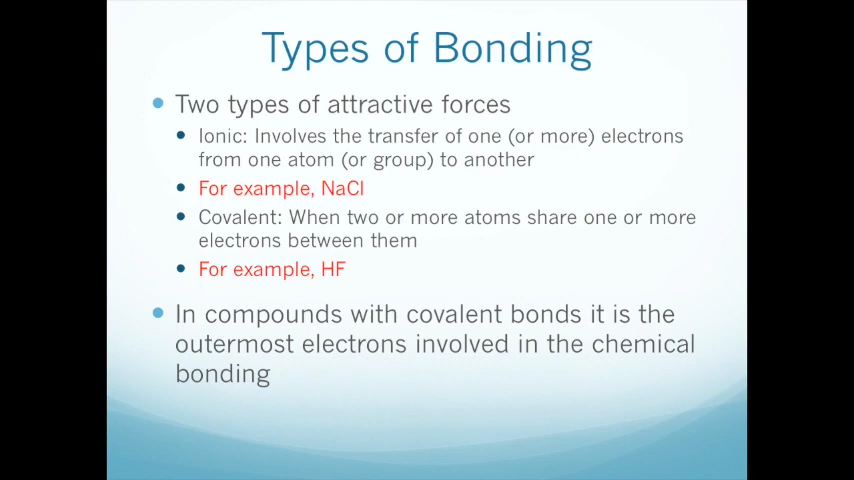 Types of Bonding
Two types of attractive forces
Ionic: Involves the transfer of one (or more) electrons
from one atom (or group) to another
For example, NaCl
Covalent: When two or more atoms share one or more
electrons between them
For example, HF
In compounds with covalent bonds it is the
outermost electrons involved in the chemical
bonding